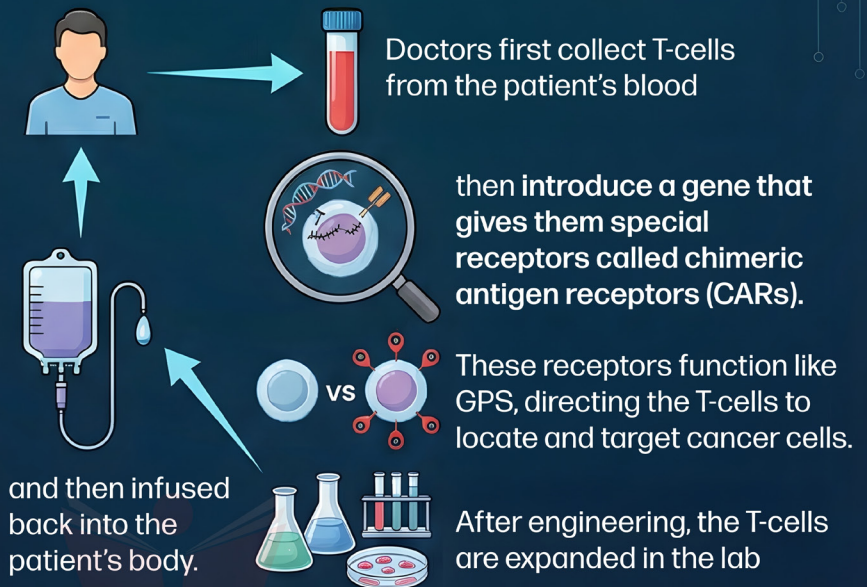 Doctors first collect T-cells
from the patient's blood
then introduce a gene that
gives them special
receptors called chimeric
antigen receptors (CARs).
VS
These receptors function like
GPS, directing the T-cells to
locate and target cancer cells.
After engineering, the T-cells
are expanded in the lab
and then infused
back into the
patient's body.